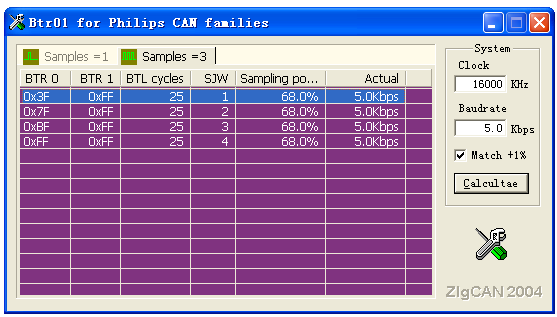 Btr01 for Philips CAN families
Samples =1 Samples =3
BTR 0 BTR 1 BTL cycles SJW Sampling po... Actual
0x3F 0xFF 25 1 68.0% 5.0Kbps
0x7F 0xFF 25 2 68.0% 5.0Kbps
0xBF 0xFF 25 3 68.0% 5.0Kbps
0xFF 0xFF 25 4 68.0% 5.0Kbps
System
Clock
16000 KHz
Baudrate
5.0 Kbps
Match +1%
Calcultae
ZlgCAN 2004